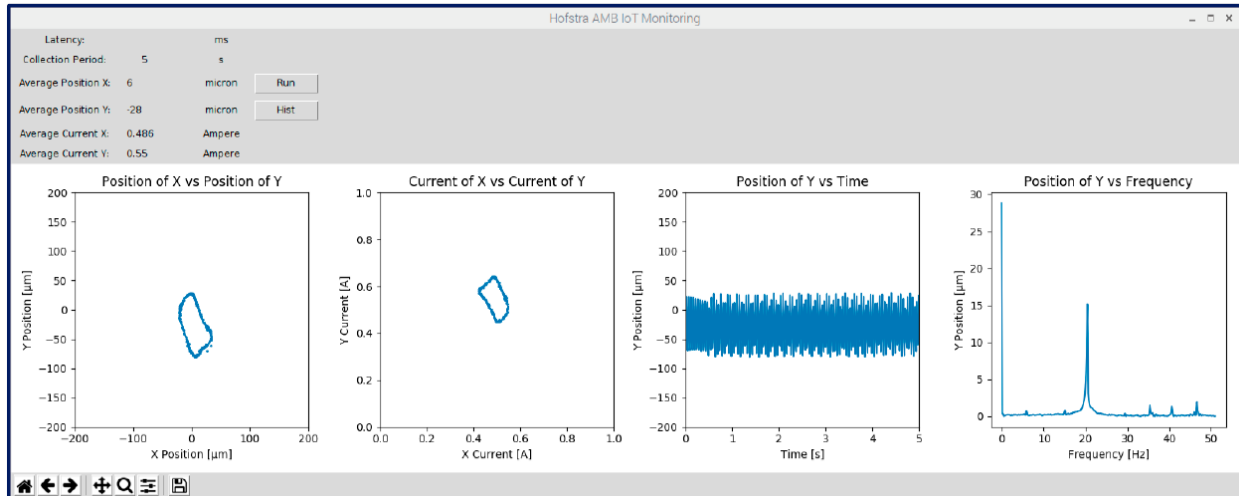 Hofstra AMB IoT Monitoring
Latency: ms
Collection Period: 5 s
Average Position X: 6 micron Run
Average Position Y: -28 micron Hist
Average Current X: 0.486 Ampere
Average Current Y: 0.55 Ampere
Position of X vs Position of Y
200
150
100
50
0
−50
−100
−150
−200
Y Position [µm]
−200 −100 0 100 200
X Position [µm]
Current of X vs Current of Y
1.0
0.8
0.6
0.4
0.2
0.0
Y Current [A]
0.0 0.2 0.4 0.6 0.8 1.0
X Current [A]
Position of Y vs Time
200
150
100
50
0
−50
−100
−150
−200
Y Position [µm]
0 1 2 3 4 5
Time [s]
Position of Y vs Frequency
30
25
20
15
10
5
0
Y Position [µm]
0 10 20 30 40 50
Frequency [Hz]